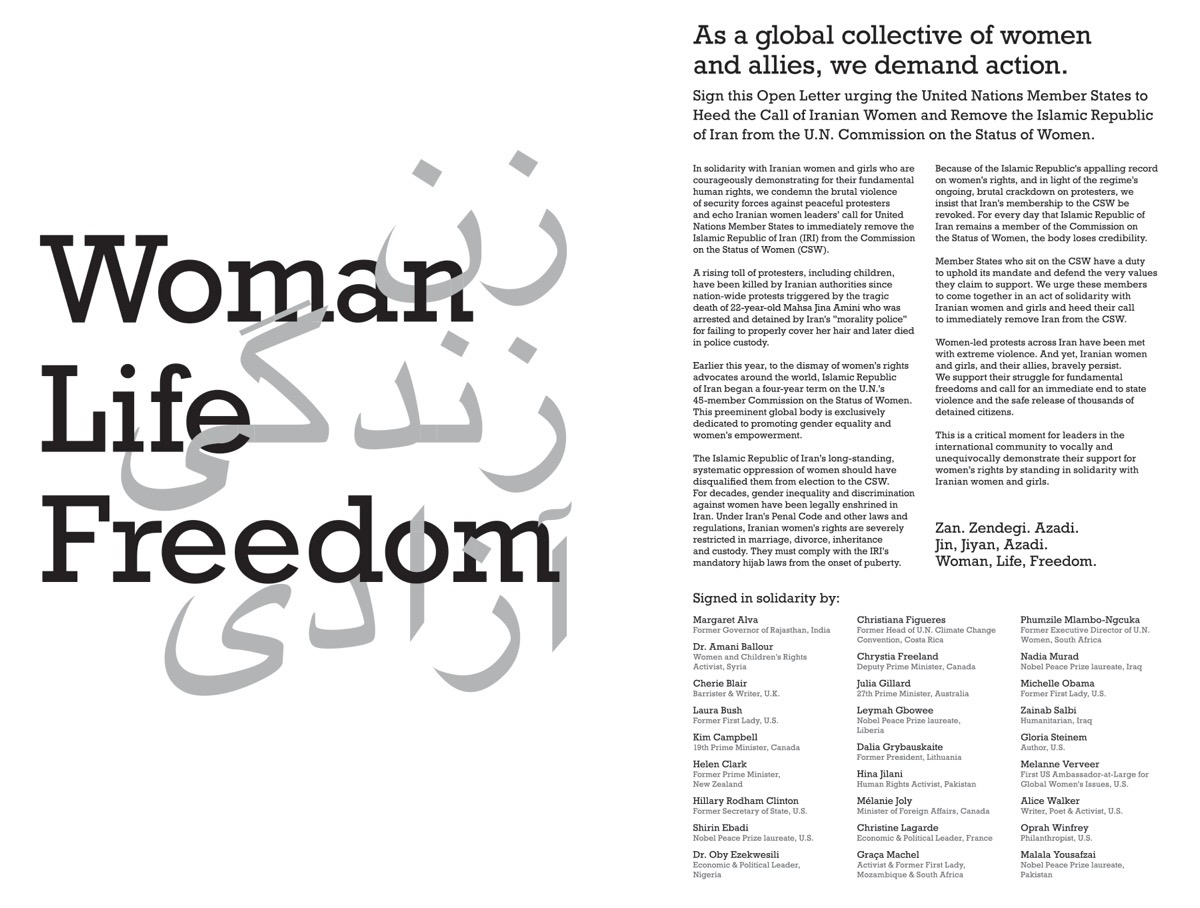 Woman
زن
Life
زندگی
Freedom
آزادی
As a global collective of women
and allies, we demand action.
Sign this Open Letter urging the United Nations Member States to
Heed the Call of Iranian Women and Remove the Islamic Republic
of Iran from the U.N. Commission on the Status of Women.
In solidarity with Iranian women and girls who are
courageously demonstrating for their fundamental
human rights, we condemn the brutal violence
of security forces against peaceful protesters
and echo Iranian women leaders' call for United
Nations Member States to immediately remove the
Islamic Republic of Iran (IRI) from the Commission
on the Status of Women (CSW).
A rising toll of protesters, including children,
have been killed by Iranian authorities since
nation-wide protests triggered by the tragic
death of 22-year-old Mahsa Jina Amini who was
arrested and detained by Iran's "morality police"
for failing to properly cover her hair and later died
in police custody.
Earlier this year, to the dismay of women's rights
advocates around the world, Islamic Republic
of Iran began a four-year term on the U.N.'s
45-member Commission on the Status of Women.
This preeminent global body is exclusively
dedicated to promoting gender equality and
women's empowerment.
The Islamic Republic of Iran's long-standing,
systematic oppression of women should have
disqualified them from election to the CSW.
For decades, gender inequality and discrimination
against women have been legally enshrined in
Iran. Under Iran's Penal Code and other laws and
regulations, Iranian women's rights are severely
restricted in marriage, divorce, inheritance
and custody. They must comply with the IRI's
mandatory hijab laws from the onset of puberty.
Because of the Islamic Republic's appalling record
on women's rights, and in light of the regime's
ongoing, brutal crackdown on protesters, we
insist that Iran's membership to the CSW be
revoked. For every day that Islamic Republic of
Iran remains a member of the Commission on
the Status of Women, the body loses credibility.
Member States who sit on the CSW have a duty
to uphold its mandate and defend the very values
they claim to support. We urge these members
to come together in an act of solidarity with
Iranian women and girls and heed their call
to immediately remove Iran from the CSW.
Women-led protests across Iran have been met
with extreme violence. And yet, Iranian women
and girls, and their allies, bravely persist.
We support their struggle for fundamental
freedoms and call for an immediate end to state
violence and the safe release of thousands of
detained citizens.
This is a critical moment for leaders in the
international community to vocally and
unequivocally demonstrate their support for
women's rights by standing in solidarity with
Iranian women and girls.
Zan. Zendegi. Azadi.
Jin, Jiyan, Azadi.
Woman, Life, Freedom.
Signed in solidarity by:
Margaret Alva
Former Governor of Rajasthan, India
Dr. Amani Ballour
Women and Children's Rights
Activist, Syria
Cherie Blair
Barrister & Writer, U.K.
Laura Bush
Former First Lady, U.S.
Kim Campbell
19th Prime Minister, Canada
Helen Clark
Former Prime Minister,
New Zealand
Hillary Rodham Clinton
Former Secretary of State, U.S.
Shirin Ebadi
Nobel Peace Prize laureate, U.S.
Dr. Oby Ezekwesili
Economic & Political Leader,
Nigeria
Christiana Figueres
Former Head of U.N. Climate Change
Convention, Costa Rica
Chrystia Freeland
Deputy Prime Minister, Canada
Julia Gillard
27th Prime Minister, Australia
Leymah Gbowee
Nobel Peace Prize laureate,
Liberia
Dalia Grybauskaite
Former President, Lithuania
Hina Jilani
Human Rights Activist, Pakistan
Mélanie Joly
Minister of Foreign Affairs, Canada
Christine Lagarde
Economic & Political Leader, France
Graça Machel
Activist & Former First Lady,
Mozambique & South Africa
Phumzile Mlambo-Ngcuka
Former Executive Director of U.N.
Women, South Africa
Nadia Murad
Nobel Peace Prize laureate, Iraq
Michelle Obama
Former First Lady, U.S.
Zainab Salbi
Humanitarian, Iraq
Gloria Steinem
Author, U.S.
Melanne Verveer
First US Ambassador-at-Large for
Global Women's Issues, U.S.
Alice Walker
Writer, Poet & Activist, U.S.
Oprah Winfrey
Philanthropist, U.S.
Malala Yousafzai
Nobel Peace Prize laureate,
Pakistan